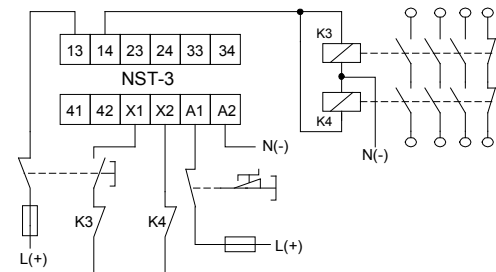 13 14 23 24 33 34
NST-3
41 42 X1 X2 A1 A2
K3
K4
N(-)
N(-)
K3
K4
L(+)
L(+)